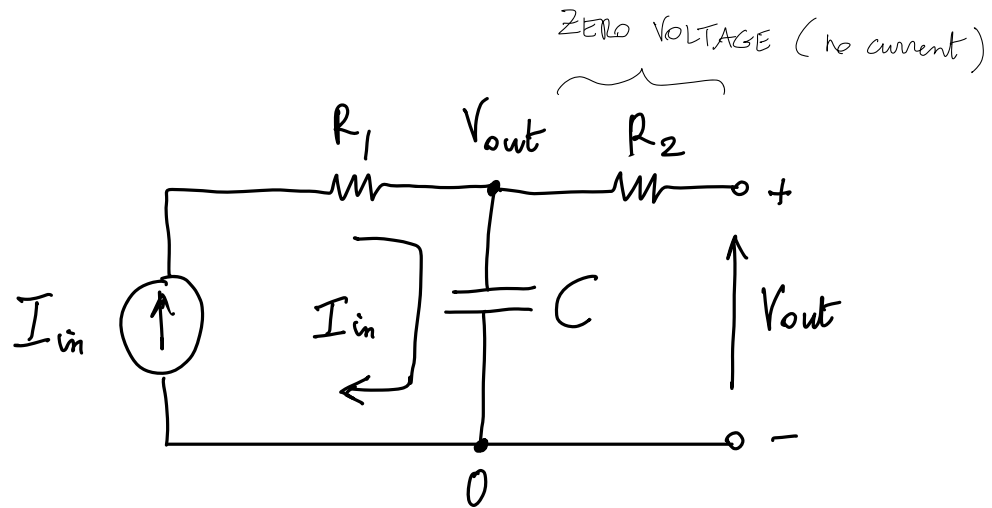 ZERO VOLTAGE (no current)
R1 Vout R2
+
Iin Iin C Vout
-
0